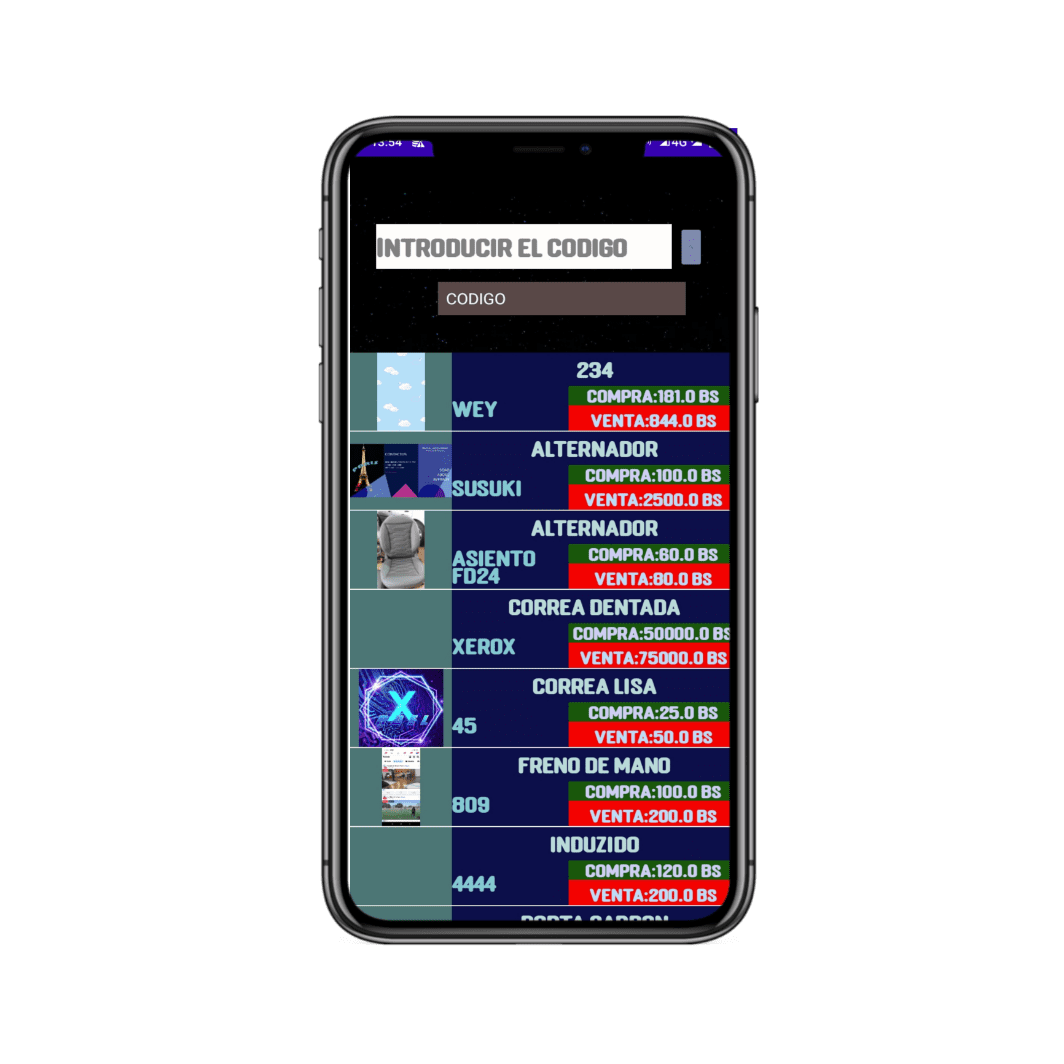 13:54
4G
INTRODUCIR EL CODIGO
CODIGO
234
COMPRA:181.0 BS
WEY
VENTA:844.0 BS
ALTERNADOR
COMPRA:100.0 BS
SUSUKI
VENTA:2500.0 BS
ALTERNADOR
COMPRA:60.0 BS
ASIENTO
FD24
VENTA:80.0 BS
CORREA DENTADA
COMPRA:50000.0 BS
XEROX
VENTA:75000.0 BS
CORREA LISA
COMPRA:25.0 BS
45
VENTA:50.0 BS
FRENO DE MANO
COMPRA:100.0 BS
809
VENTA:200.0 BS
INDUZIDO
COMPRA:120.0 BS
4444
VENTA:200.0 BS
PORTA CARBON